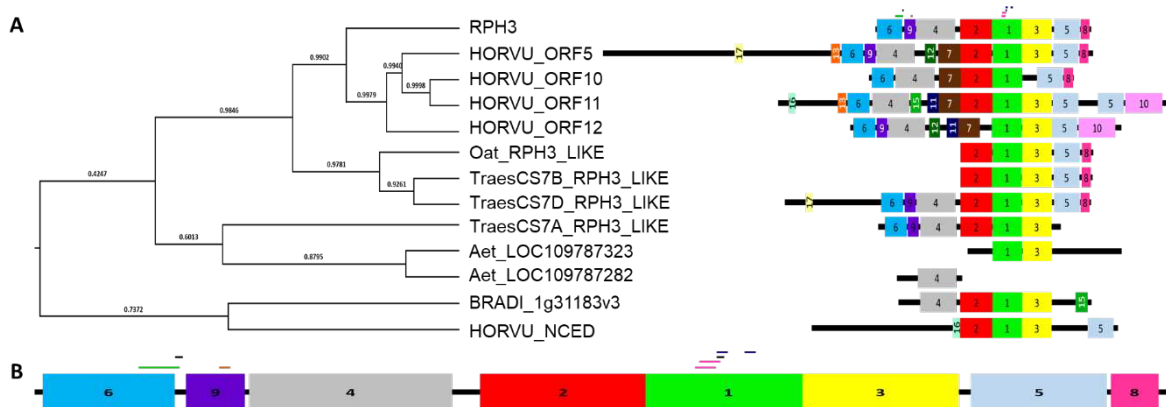 A
RPH3 6 9 4 2 1 3 5 8
0.9902
HORVU_ORF5 17 6 9 4 12 7 2 1 3 5 8
0.9940
HORVU_ORF10 6 4 7 2 1 5 8
0.9998
HORVU_ORF11 16 6 9 4 15 11 7 2 1 3 5 5 10
0.9979
0.9846
HORVU_ORF12 6 9 4 12 11 7 1 3 5 10
Oat_RPH3_LIKE 2 1 3 5 8
0.9781
TraesCS7B_RPH3_LIKE 2 1 3 5 8
0.4247
0.9261
TraesCS7D_RPH3_LIKE 17 6 9 4 2 1 3 5 8
TraesCS7A_RPH3_LIKE 6 9 4 2 1 3
0.6013
Aet_LOC109787323 1 3
0.8795
Aet_LOC109787282 4
BRADI_1g31183v3 4 2 1 3 15
0.7372
HORVU_NCED 16 2 1 3 5
B
6 9 4 2 1 3 5 8